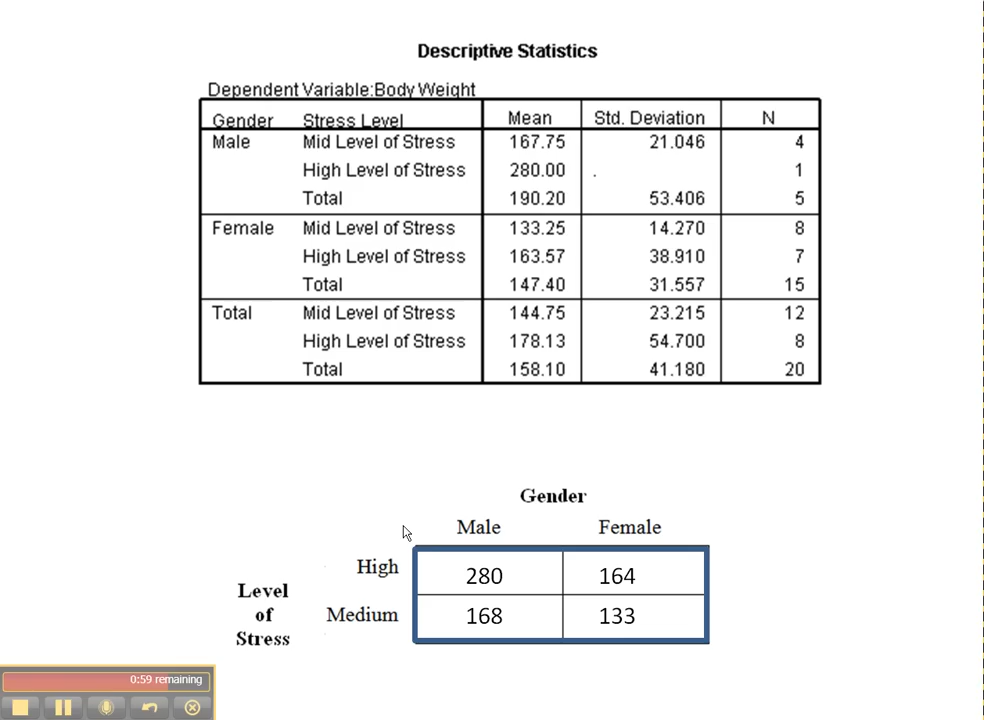 Descriptive Statistics
Dependent Variable:Body Weight
Gender Stress Level Mean Std. Deviation N
Male Mid Level of Stress 167.75 21.046 4
High Level of Stress 280.00 . 1
Total 190.20 53.406 5
Female Mid Level of Stress 133.25 14.270 8
High Level of Stress 163.57 38.910 7
Total 147.40 31.557 15
Total Mid Level of Stress 144.75 23.215 12
High Level of Stress 178.13 54.700 8
Total 158.10 41.180 20
Gender
Male Female
High 280 164
Level
of
Stress
Medium 168 133
0:59 remaining